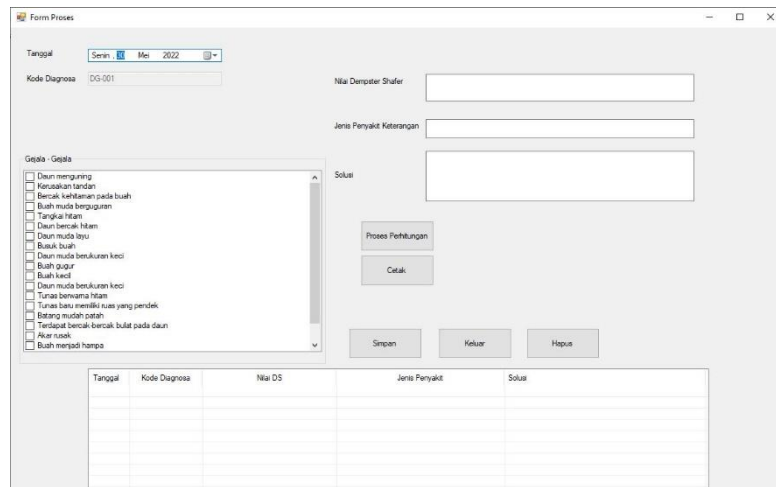 Form Proses
Tanggal
Senin , 30 Mei 2022
Kode Diagnosa
DG-001
Nilai Dempster Shafer
Jenis Penyakit Keterangan
Solusi
Gejala - Gejala
Daun menguning
Kerusakan tandan
Bercak kehitaman pada buah
Buah muda berguguran
Tangkai hitam
Daun bercak hitam
Daun muda layu
Busuk buah
Daun muda berukuran keci
Buah gugur
Buah kecil
Daun muda berukuran keci
Tunas berwarna hitam
Tunas baru memiliki ruas yang pendek
Batang mudah patah
Terdapat bercak-bercak bulat pada daun
Akar rusak
Buah menjadi hampa
Proses Perhitungan
Cetak
Simpan Keluar Hapus
Tanggal Kode Diagnosa Nilai DS Jenis Penyakit Solusi